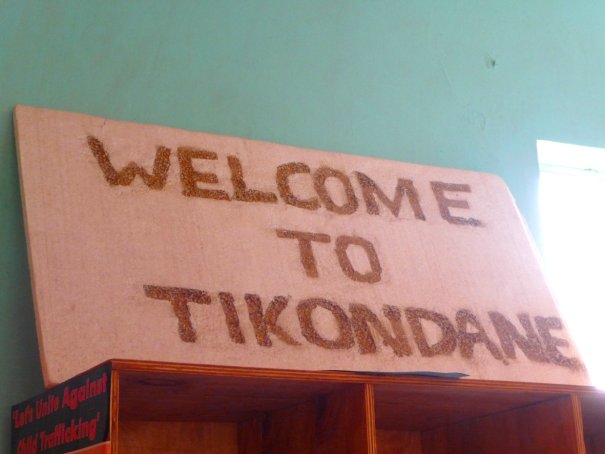 WELCOME
TO
TIKONDANE
'Let's Unite Against
Child Trafficking'